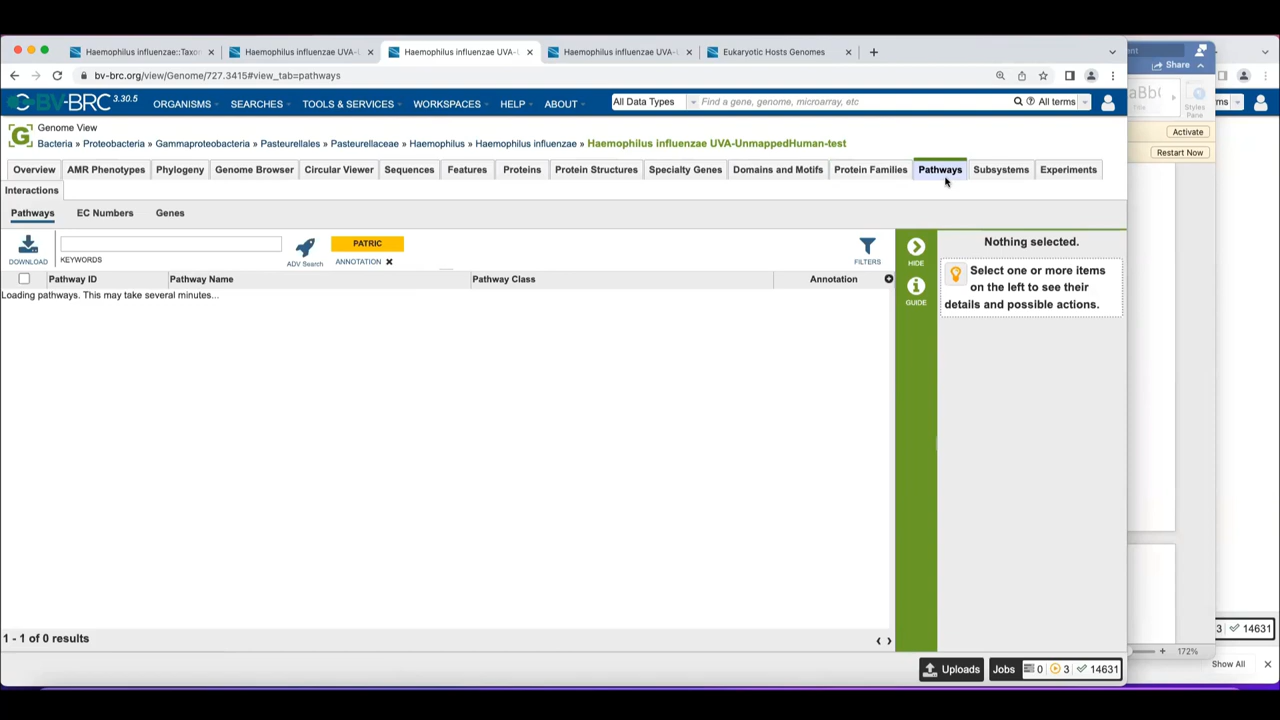 Haemophilus influenzae::Taxo
Haemophilus influenzae UVA-
Haemophilus influenzae UVA-
Haemophilus influenzae UVA-
Eukaryotic Hosts Genomes
bv-brc.org/view/Genome/727.3415#view_tab=pathways
Share
BV-BRC 3.30.5
ORGANISMS SEARCHES TOOLS & SERVICES WORKSPACES HELP ABOUT
All Data Types Find a gene, genome, microarray, etc All terms
Styles
Pane
Title
Genome View
Bacteria » Proteobacteria » Gammaproteobacteria » Pasteurellales » Pasteurellaceae » Haemophilus » Haemophilus influenzae » Haemophilus influenzae UVA-UnmappedHuman-test
Activate
Restart Now
Overview AMR Phenotypes Phylogeny Genome Browser Circular Viewer Sequences Features Proteins Protein Structures Specialty Genes Domains and Motifs Protein Families Pathways Subsystems Experiments
Interactions
Pathways EC Numbers Genes
DOWNLOAD
KEYWORDS
ADV Search
PATRIC
ANNOTATION ✖
FILTERS
HIDE
GUIDE
Nothing selected.
Select one or more items
on the left to see their
details and possible actions.
Pathway ID Pathway Name Pathway Class Annotation
Loading pathways. This may take several minutes...
1 - 1 of 0 results
Uploads
Jobs 0 3 14631
3 14631
172%
Show All